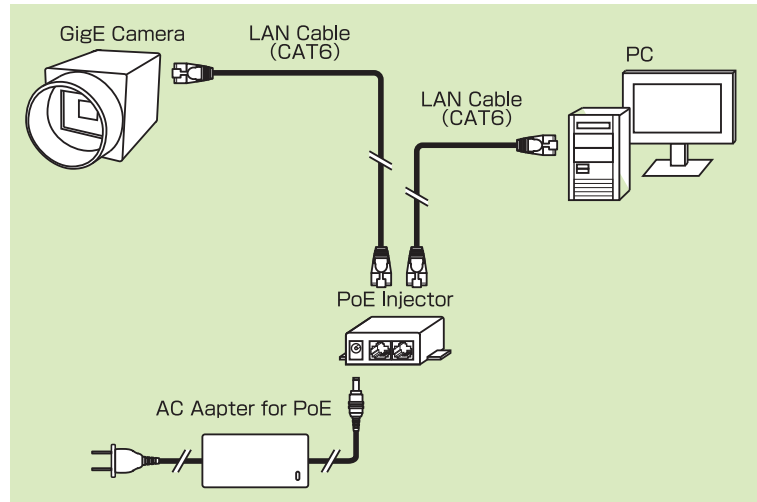 GigE Camera
LAN Cable
(CAT6)
PC
LAN Cable
(CAT6)
PoE Injector
AC Aapter for PoE